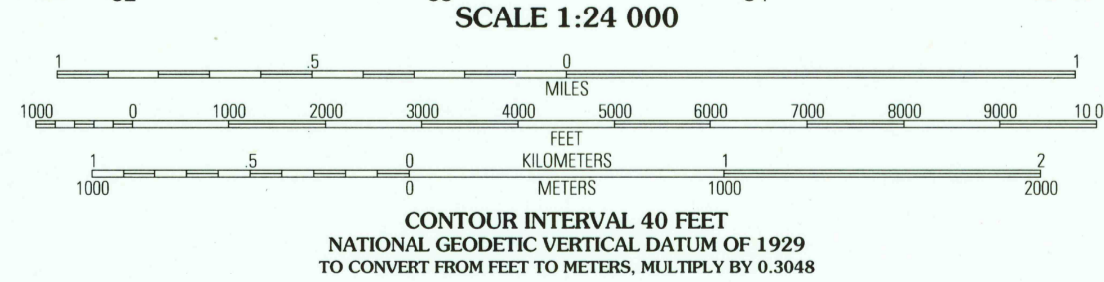 SCALE 1:24 000
1 .5 0 1
MILES
1000 0 1000 2000 3000 4000 5000 6000 7000 8000 9000 10 0
FEET
1 .5 0 KILOMETERS 1 2
1000 0 METERS 1000 2000
CONTOUR INTERVAL 40 FEET
NATIONAL GEODETIC VERTICAL DATUM OF 1929
TO CONVERT FROM FEET TO METERS, MULTIPLY BY 0.3048